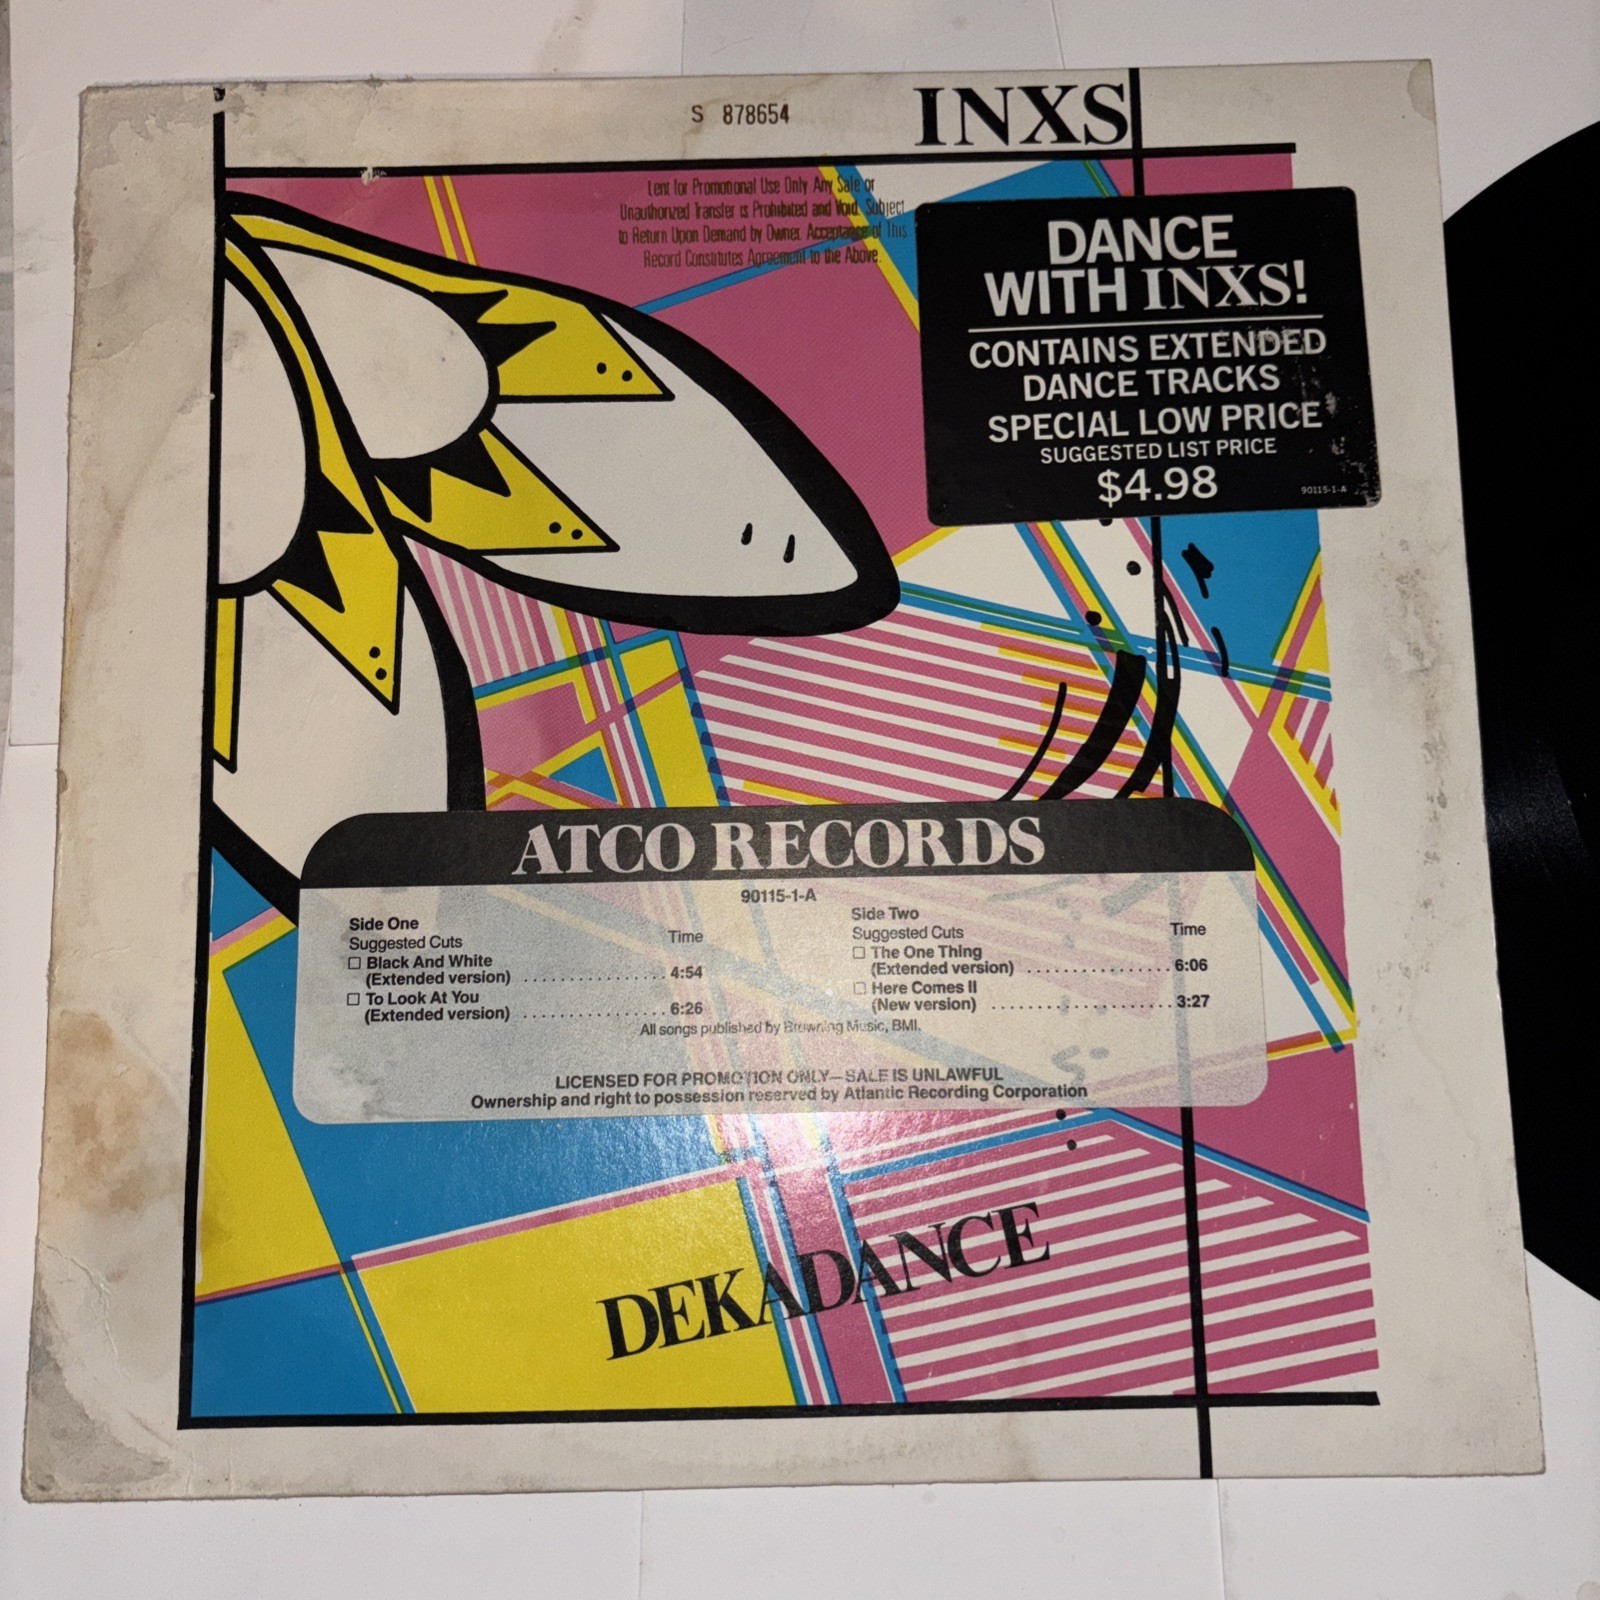 S 878654
INXS
Lent for Promotional Use Only Any Sale or
Unauthorized Transfer is Prohibited and Void. Subject
to Return Upon Demand by Owner. Acceptance of This
Record Constitutes Agreement to the Above.
DANCE
WITH INXS!
CONTAINS EXTENDED
DANCE TRACKS
SPECIAL LOW PRICE
SUGGESTED LIST PRICE
$4.98
90115-1-A
ATCO RECORDS
90115-1-A
Side One
Suggested Cuts Time
☐ Black And White
(Extended version) .................. 4:54
☐ To Look At You
(Extended version) .................. 6:26
Side Two
Suggested Cuts Time
☐ The One Thing
(Extended version) .................. 6:06
☐ Here Comes II
(New version) .................. 3:27
All songs published by Browning Music, BMI.
LICENSED FOR PROMOTION ONLY—SALE IS UNLAWFUL
Ownership and right to possession reserved by Atlantic Recording Corporation
DEKADANCE